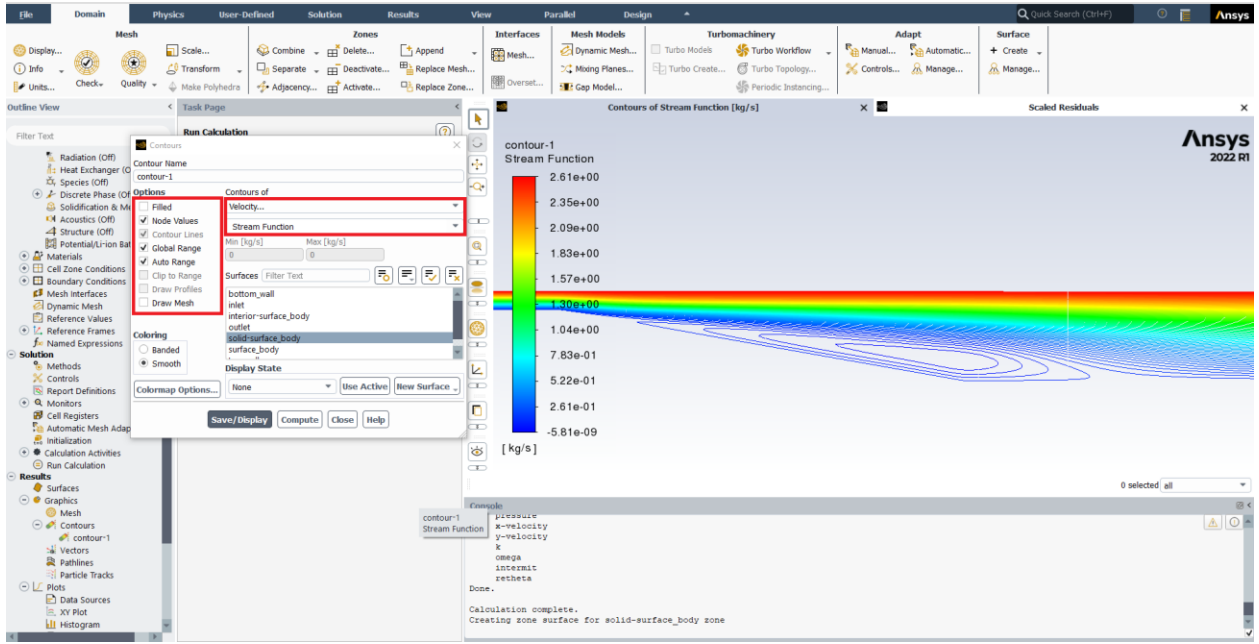 File Domain Physics User-Defined Solution Results View Parallel Design Quick Search (Ctrl+F) Ansys
Mesh Zones Interfaces Mesh Models Turbomachinery Adapt Surface
Display... Scale... Combine Delete... Append Mesh... Dynamic Mesh... Turbo Models Turbo Workflow Manual... Automatic... + Create
Info Check Quality Transform Separate Deactivate... Replace Mesh... Mixing Planes... Turbo Create... Turbo Topology... Controls... Manage... Manage...
Units... Make Polyhedra Adjacency... Activate... Replace Zone... Overset... Gap Model... Periodic Instancing...
Outline View < Task Page < Contours of Stream Function [kg/s] X Scaled Residuals X
Filter Text
Run Calculation ?
Radiation (Off)
Heat Exchanger (O
Species (Off)
Discrete Phase (Of
Solidification & Me
Acoustics (Off)
Structure (Off)
Potential/Li-ion Bat
Materials
Cell Zone Conditions
Boundary Conditions
Mesh Interfaces
Dynamic Mesh
Reference Values
Reference Frames
Named Expressions
Solution
Methods
Controls
Report Definitions
Monitors
Cell Registers
Automatic Mesh Adap
Initialization
Calculation Activities
Run Calculation
Results
Surfaces
Graphics
Mesh
Contours
contour-1
Vectors
Pathlines
Particle Tracks
Plots
Data Sources
XY Plot
Histogram
Contours X
Contour Name
contour-1
Options
Filled
Node Values
Contour Lines
Global Range
Auto Range
Clip to Range
Draw Profiles
Draw Mesh
Coloring
Banded
Smooth
Colormap Options...
Contours of
Velocity...
Stream Function
Min [kg/s] Max [kg/s]
0 0
Surfaces Filter Text
bottom_wall
inlet
interior-surface_body
outlet
solid-surface_body
surface_body
Display State
None Use Active New Surface
Save/Display Compute Close Help
contour-1
Stream Function
contour-1
Stream Function
2.61e+00
2.35e+00
2.09e+00
1.83e+00
1.57e+00
1.30e+00
1.04e+00
7.83e-01
5.22e-01
2.61e-01
-5.81e-09
[ kg/s ]
Ansys
2022 R1
0 selected all
Console
pressure
x-velocity
y-velocity
k
omega
intermit
retheta
Done.
Calculation complete.
Creating zone surface for solid-surface_body zone